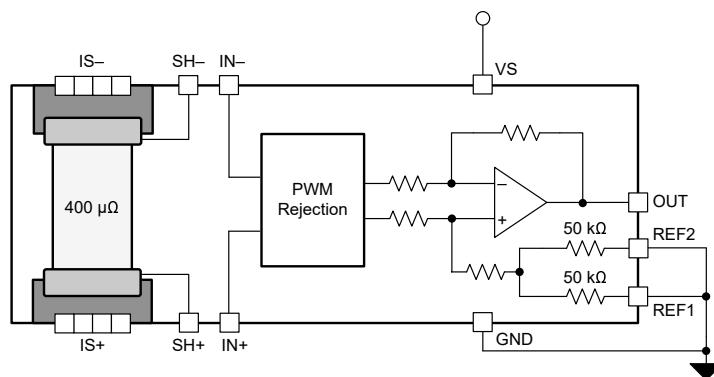 IS–
SH–
IN–
VS
400 µΩ
PWM
Rejection
–
+
OUT
50 kΩ
REF2
50 kΩ
REF1
IS+
SH+
IN+
GND